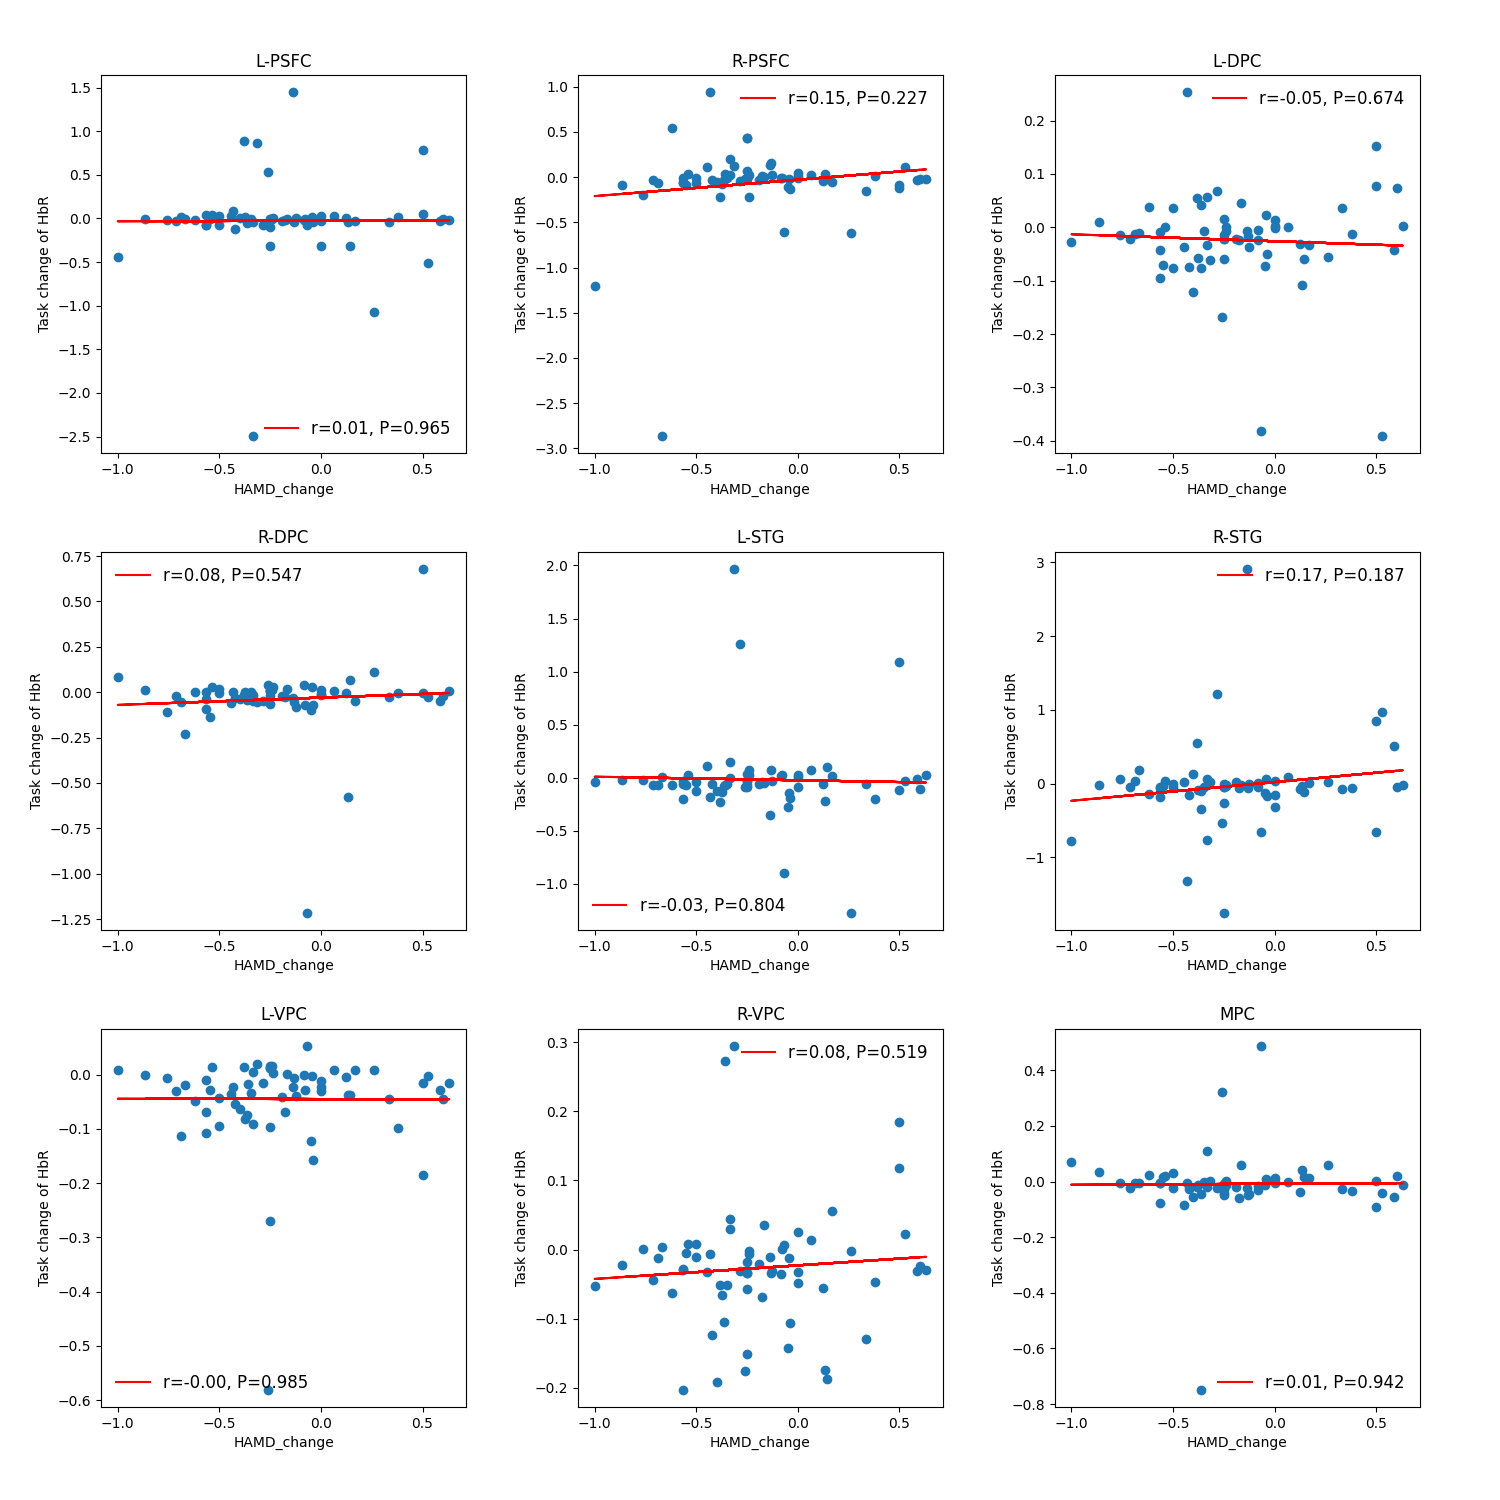 L-PSFC
Task change of HbR
1.5
1.0
0.5
0.0
−0.5
−1.0
−1.5
−2.0
−2.5
r=0.01, P=0.965
−1.0 −0.5 0.0 0.5
HAMD_change
R-PSFC
Task change of HbR
1.0
0.5
0.0
−0.5
−1.0
−1.5
−2.0
−2.5
−3.0
r=0.15, P=0.227
−1.0 −0.5 0.0 0.5
HAMD_change
L-DPC
Task change of HbR
0.2
0.1
0.0
−0.1
−0.2
−0.3
−0.4
r=-0.05, P=0.674
−1.0 −0.5 0.0 0.5
HAMD_change
R-DPC
Task change of HbR
0.75
0.50
0.25
0.00
−0.25
−0.50
−0.75
−1.00
−1.25
r=0.08, P=0.547
−1.0 −0.5 0.0 0.5
HAMD_change
L-STG
Task change of HbR
2.0
1.5
1.0
0.5
0.0
−0.5
−1.0
r=-0.03, P=0.804
−1.0 −0.5 0.0 0.5
HAMD_change
R-STG
Task change of HbR
3
2
1
0
−1
r=0.17, P=0.187
−1.0 −0.5 0.0 0.5
HAMD_change
L-VPC
Task change of HbR
0.0
−0.1
−0.2
−0.3
−0.4
−0.5
−0.6
r=-0.00, P=0.985
−1.0 −0.5 0.0 0.5
HAMD_change
R-VPC
Task change of HbR
0.3
0.2
0.1
0.0
−0.1
−0.2
r=0.08, P=0.519
−1.0 −0.5 0.0 0.5
HAMD_change
MPC
Task change of HbR
0.4
0.2
0.0
−0.2
−0.4
−0.6
−0.8
r=0.01, P=0.942
−1.0 −0.5 0.0 0.5
HAMD_change